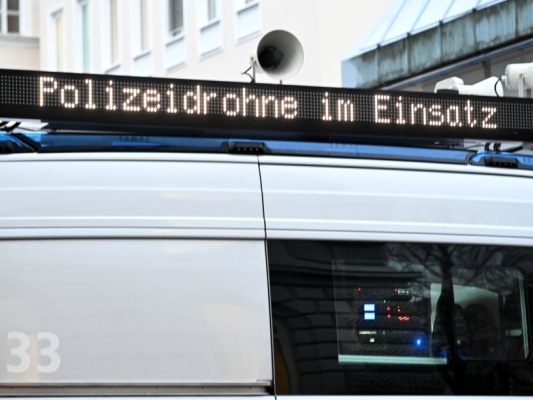 Polizeidrohne im Einsatz
33